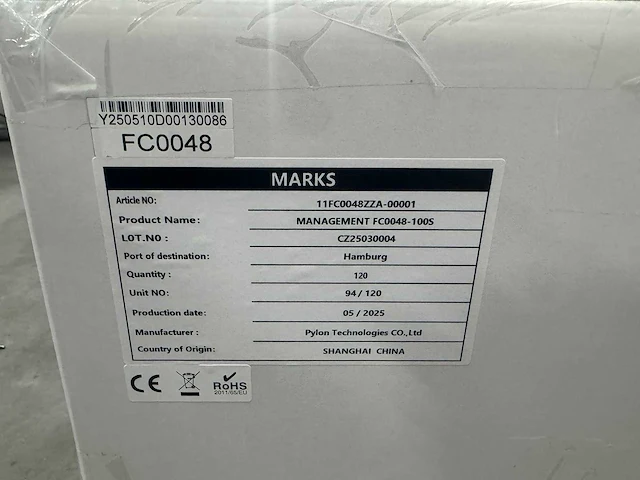 Y250510D00130086
FC0048
MARKS
Article NO: 11FC0048ZZA-00001
Product Name: MANAGEMENT FC0048-100S
LOT.NO : CZ25030004
Port of destination: Hamburg
Quantity : 120
Unit NO: 94 / 120
Production date: 05 / 2025
Manufacturer : Pylon Technologies CO.,Ltd
Country of Origin: SHANGHAI CHINA
CE RoHS
2011/65/EU